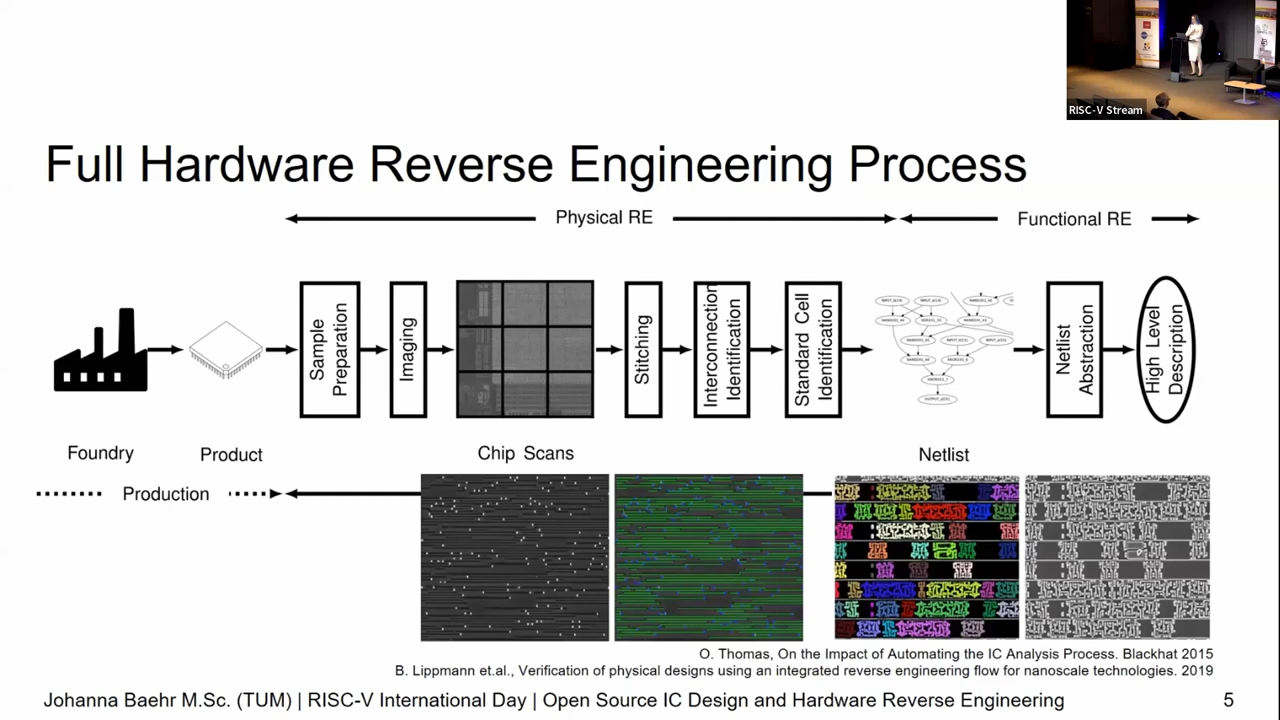 RISC-V Stream
Full Hardware Reverse Engineering Process
Physical RE
Functional RE
Sample
Preparation
Imaging
Stitching
Interconnection
Identification
Standard Cell
Identification
Netlist
Abstraction
High Level
Description
Foundry
Product
Chip Scans
Netlist
Production
O. Thomas, On the Impact of Automating the IC Analysis Process. Blackhat 2015
B. Lippmann et.al., Verification of physical designs using an integrated reverse engineering flow for nanoscale technologies. 2019
Johanna Baehr M.Sc. (TUM) | RISC-V International Day | Open Source IC Design and Hardware Reverse Engineering
5